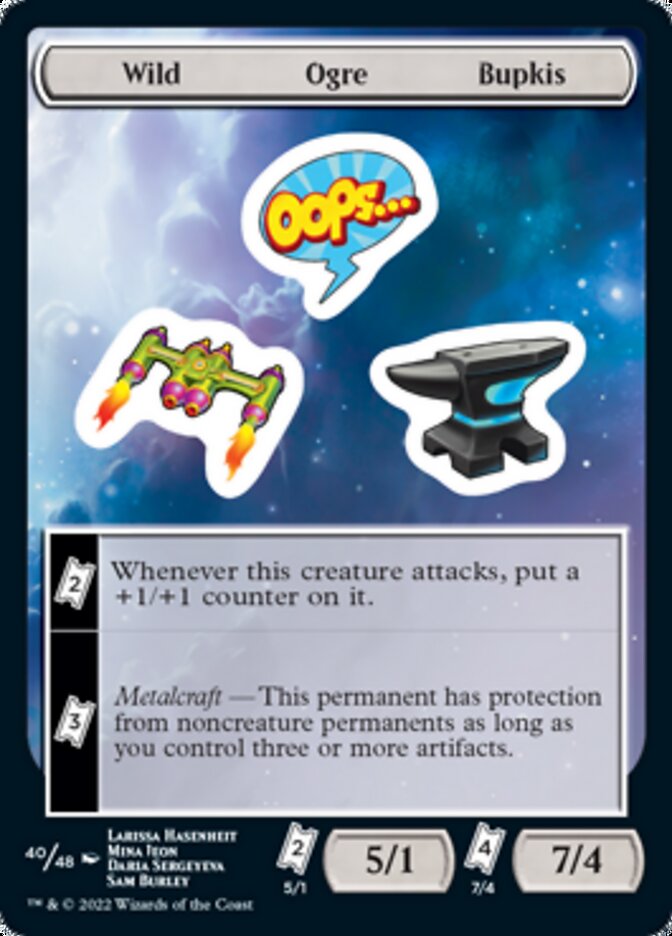 Wild Ogre Bupkis
OOPS...
2
Whenever this creature attacks, put a
+1/+1 counter on it.
3
Metalcraft — This permanent has protection
from noncreature permanents as long as
you control three or more artifacts.
40/48
Larissa Hasenheit
Mina Jeon
Daria Sergeyeva
Sam Burley
2
5/1
5/1
4
7/4
7/4
™ & © 2022 Wizards of the Coast